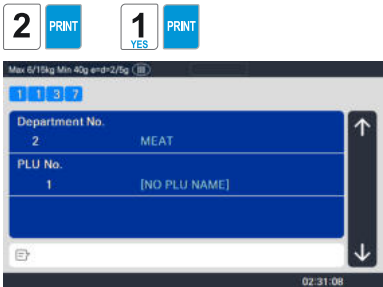 2 PRINT 1 YES PRINT
Max 6/15kg Min 40g e=d=2/5g (III)
1 1 3 7
Department No.
2 MEAT
PLU No.
1 [NO PLU NAME]
02:31:08